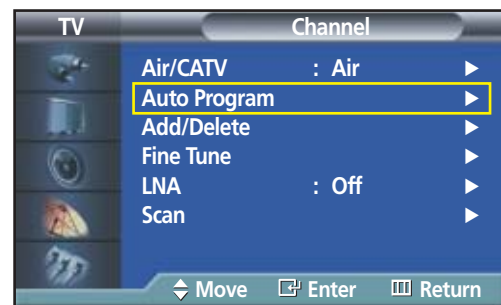 TV Channel
Air/CATV : Air
Auto Program
Add/Delete
Fine Tune
LNA : Off
Scan
Move Enter Return